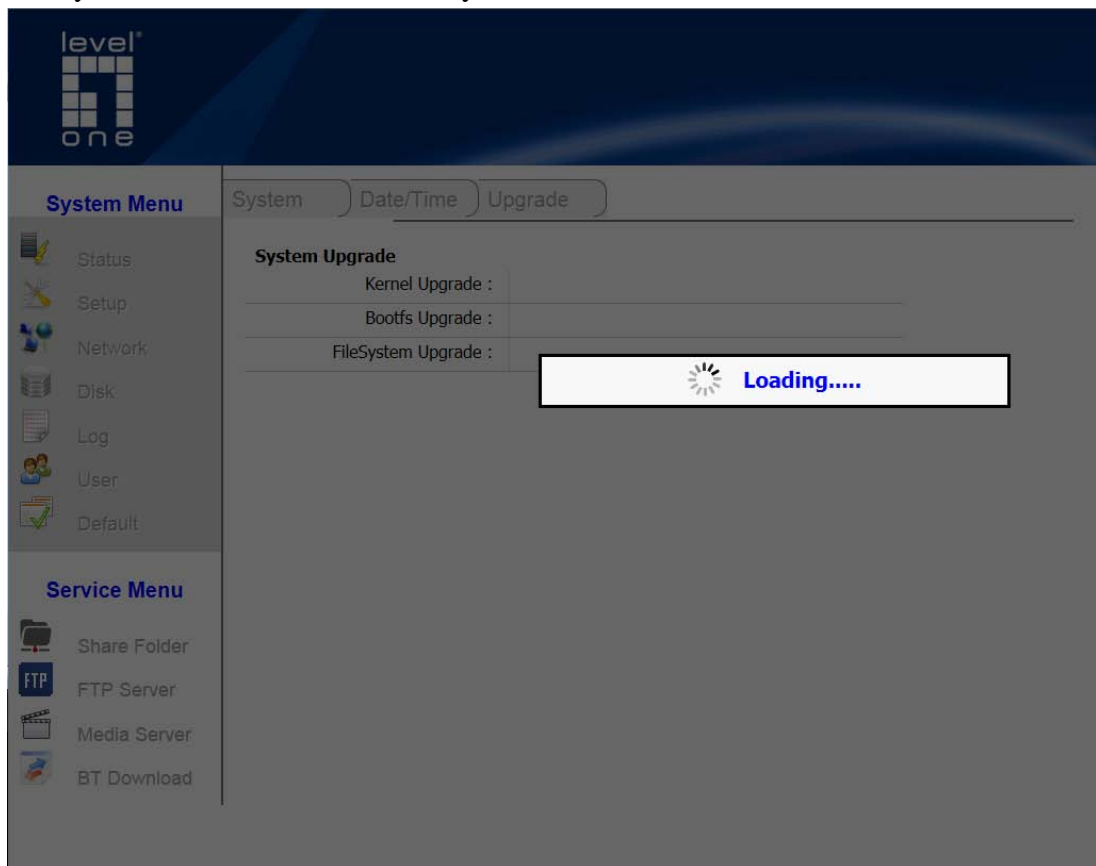 level
one
System Menu
Status
Setup
Network
Disk
Log
User
Default
Service Menu
Share Folder
FTP
FTP Server
Media Server
BT Download
System
Date/Time
Upgrade
System Upgrade
Kernel Upgrade :
Bootfs Upgrade :
FileSystem Upgrade :
Loading.....